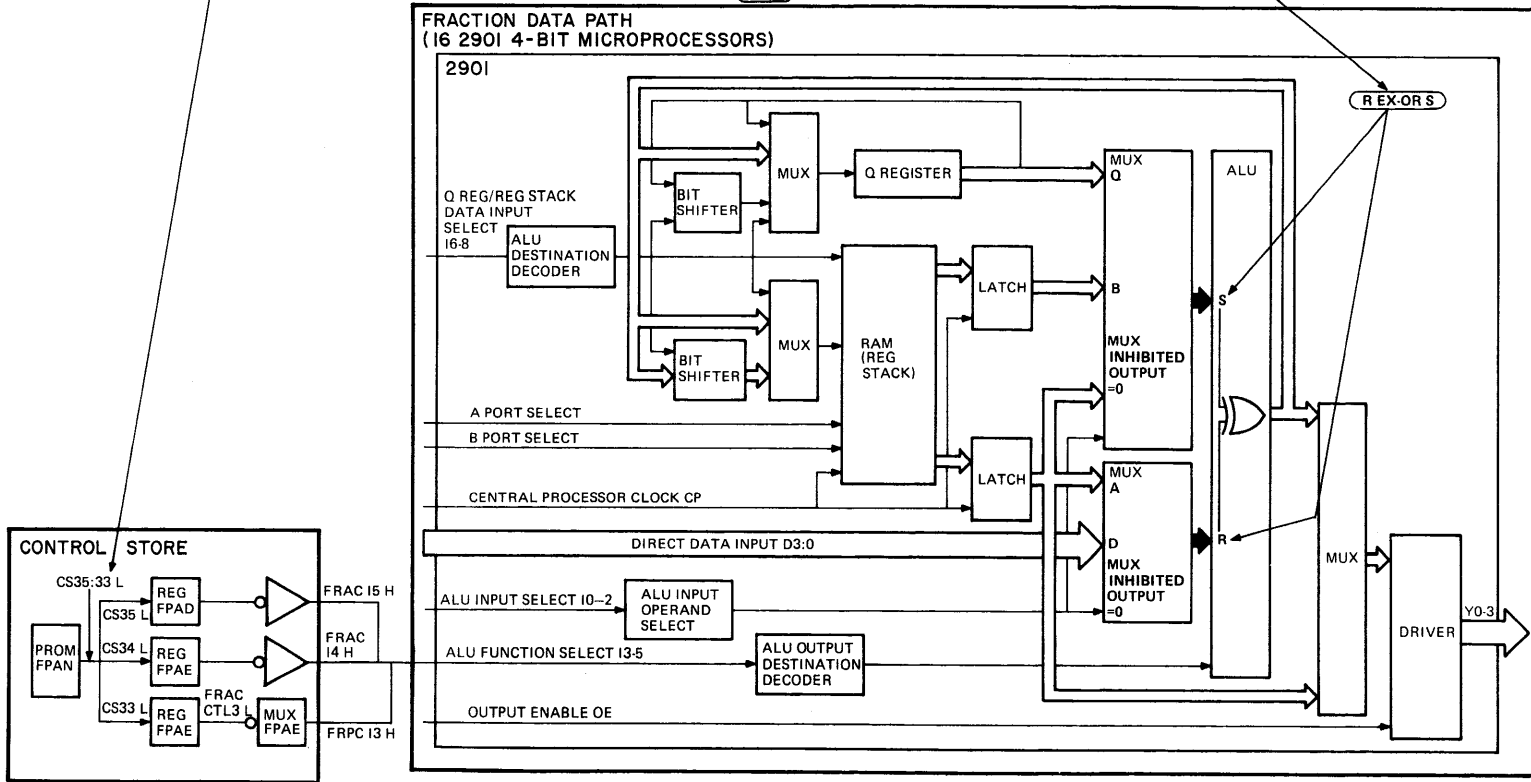 FRACTION DATA PATH
(16 2901 4-BIT MICROPROCESSORS)
2901
R EX-OR S
MUX
Q REGISTER
MUX
Q
ALU
BIT
SHIFTER
Q REG/REG STACK
DATA INPUT
SELECT
I6-8
ALU
DESTINATION
DECODER
LATCH
B
S
MUX
RAM
(REG
STACK)
MUX
INHIBITED
OUTPUT
=0
BIT
SHIFTER
A PORT SELECT
B PORT SELECT
LATCH
MUX
A
CENTRAL PROCESSOR CLOCK CP
DIRECT DATA INPUT D3:0
D
R
MUX
INHIBITED
OUTPUT
=0
MUX
ALU INPUT SELECT I0-2
ALU INPUT
OPERAND
SELECT
DRIVER
Y0-3
ALU FUNCTION SELECT I3-5
ALU OUTPUT
DESTINATION
DECODER
OUTPUT ENABLE OE
CONTROL STORE
CS35:33 L
REG
FPAD
FRAC I5 H
CS35 L
PROM
FPAN
CS34 L
REG
FPAE
FRAC
I4 H
CS33 L
REG
FPAE
FRAC
CTL3 L
MUX
FPAE
FRPC I3 H